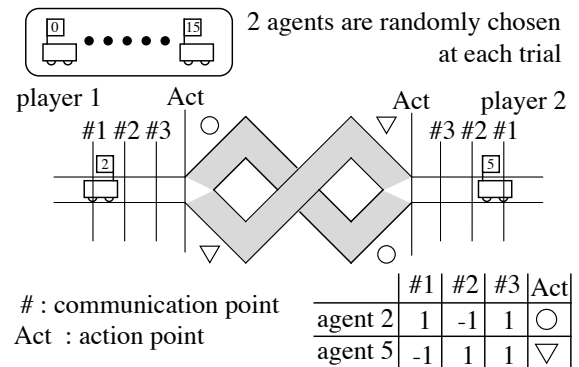 0 15
2 agents are randomly chosen
at each trial
player 1 Act Act player 2
#1 #2 #3 #3 #2 #1
2 5
# : communication point
Act : action point
#1 #2 #3 Act
agent 2 1 -1 1 ○
agent 5 -1 1 1 ▽